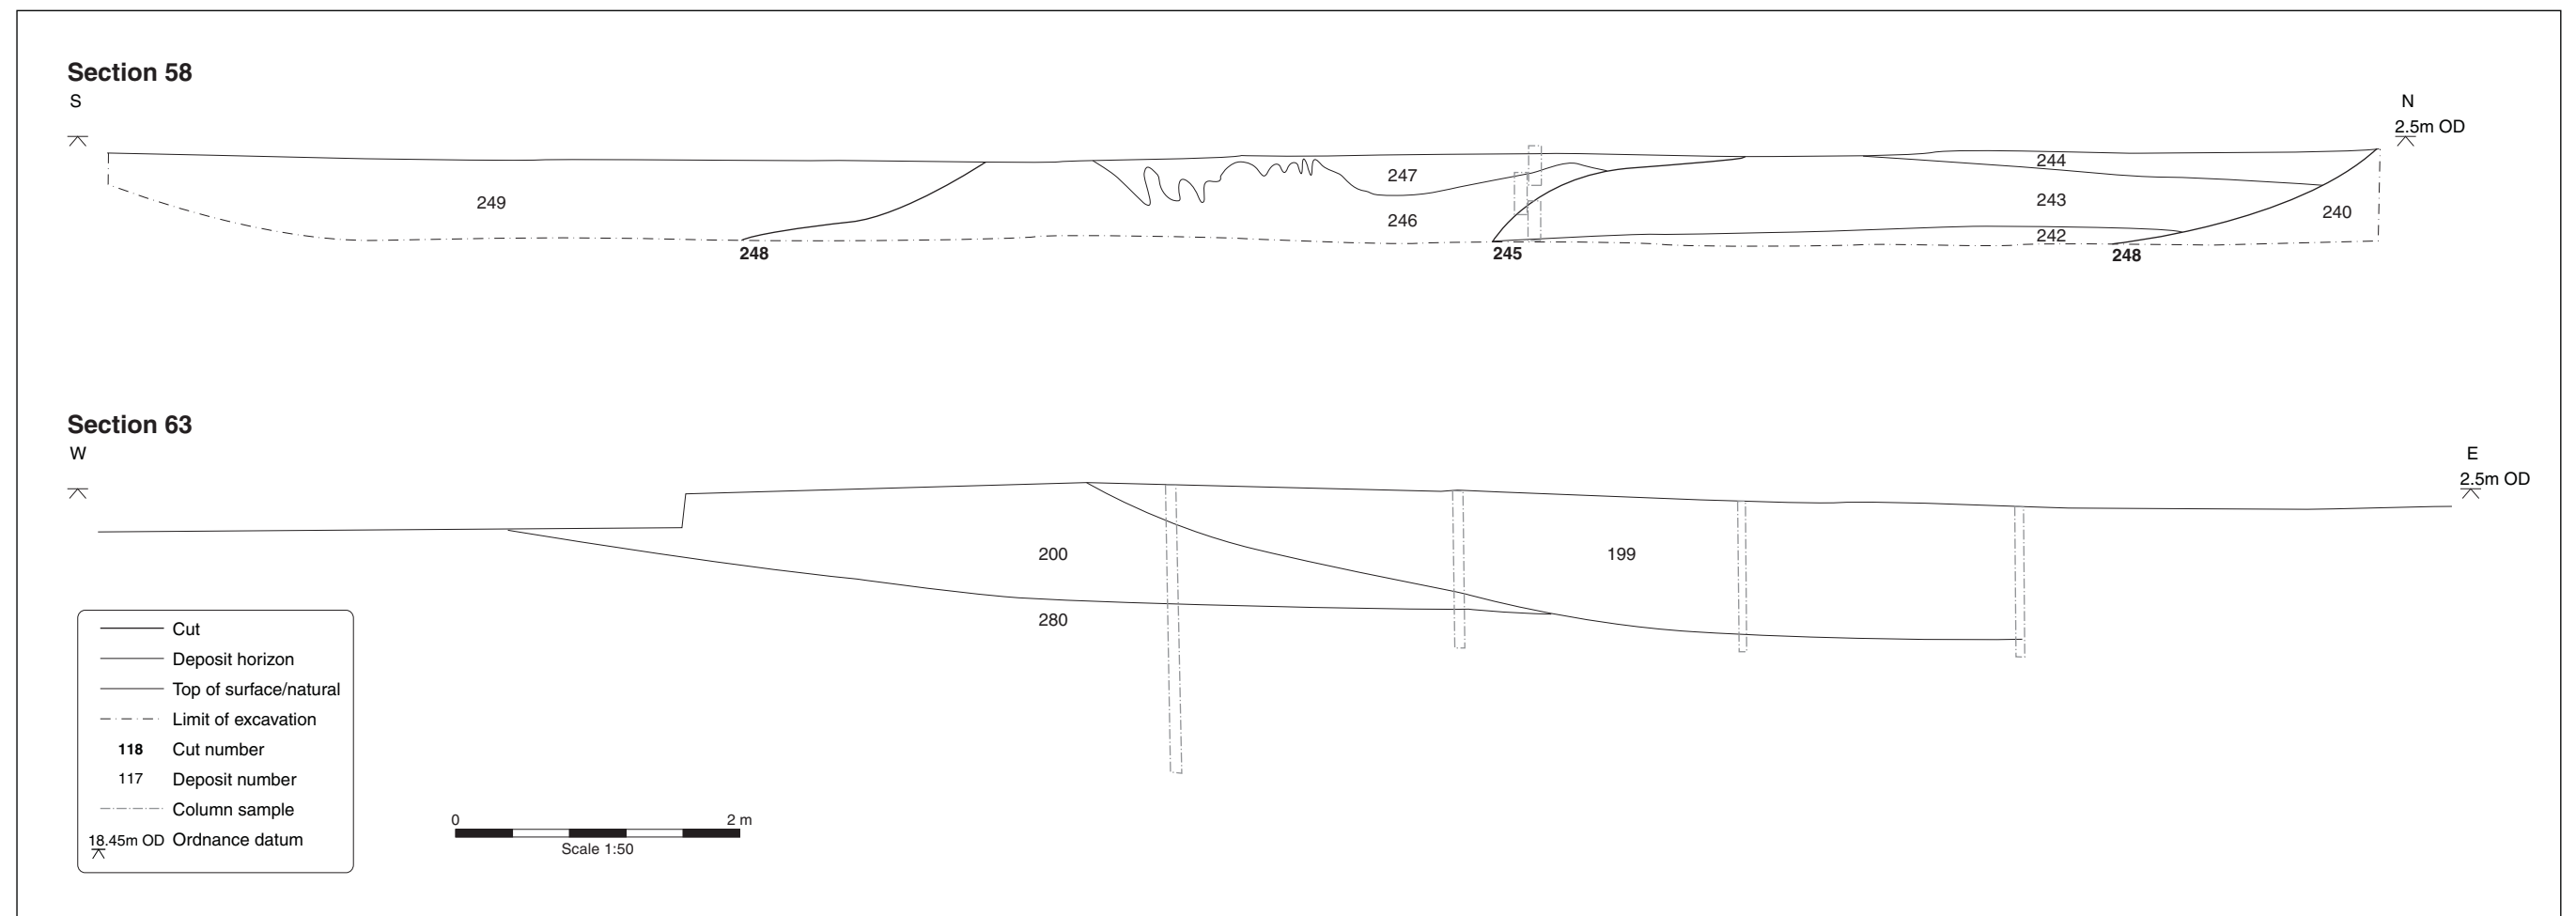 Section 58
S
N
2.5m OD
244
247
249
243
240
246
242
248
245
248
Section 63
W
E
2.5m OD
200
199
280
Cut
Deposit horizon
Top of surface/natural
Limit of excavation
118 Cut number
117 Deposit number
Column sample
18.45m OD Ordnance datum
0 2 m
Scale 1:50